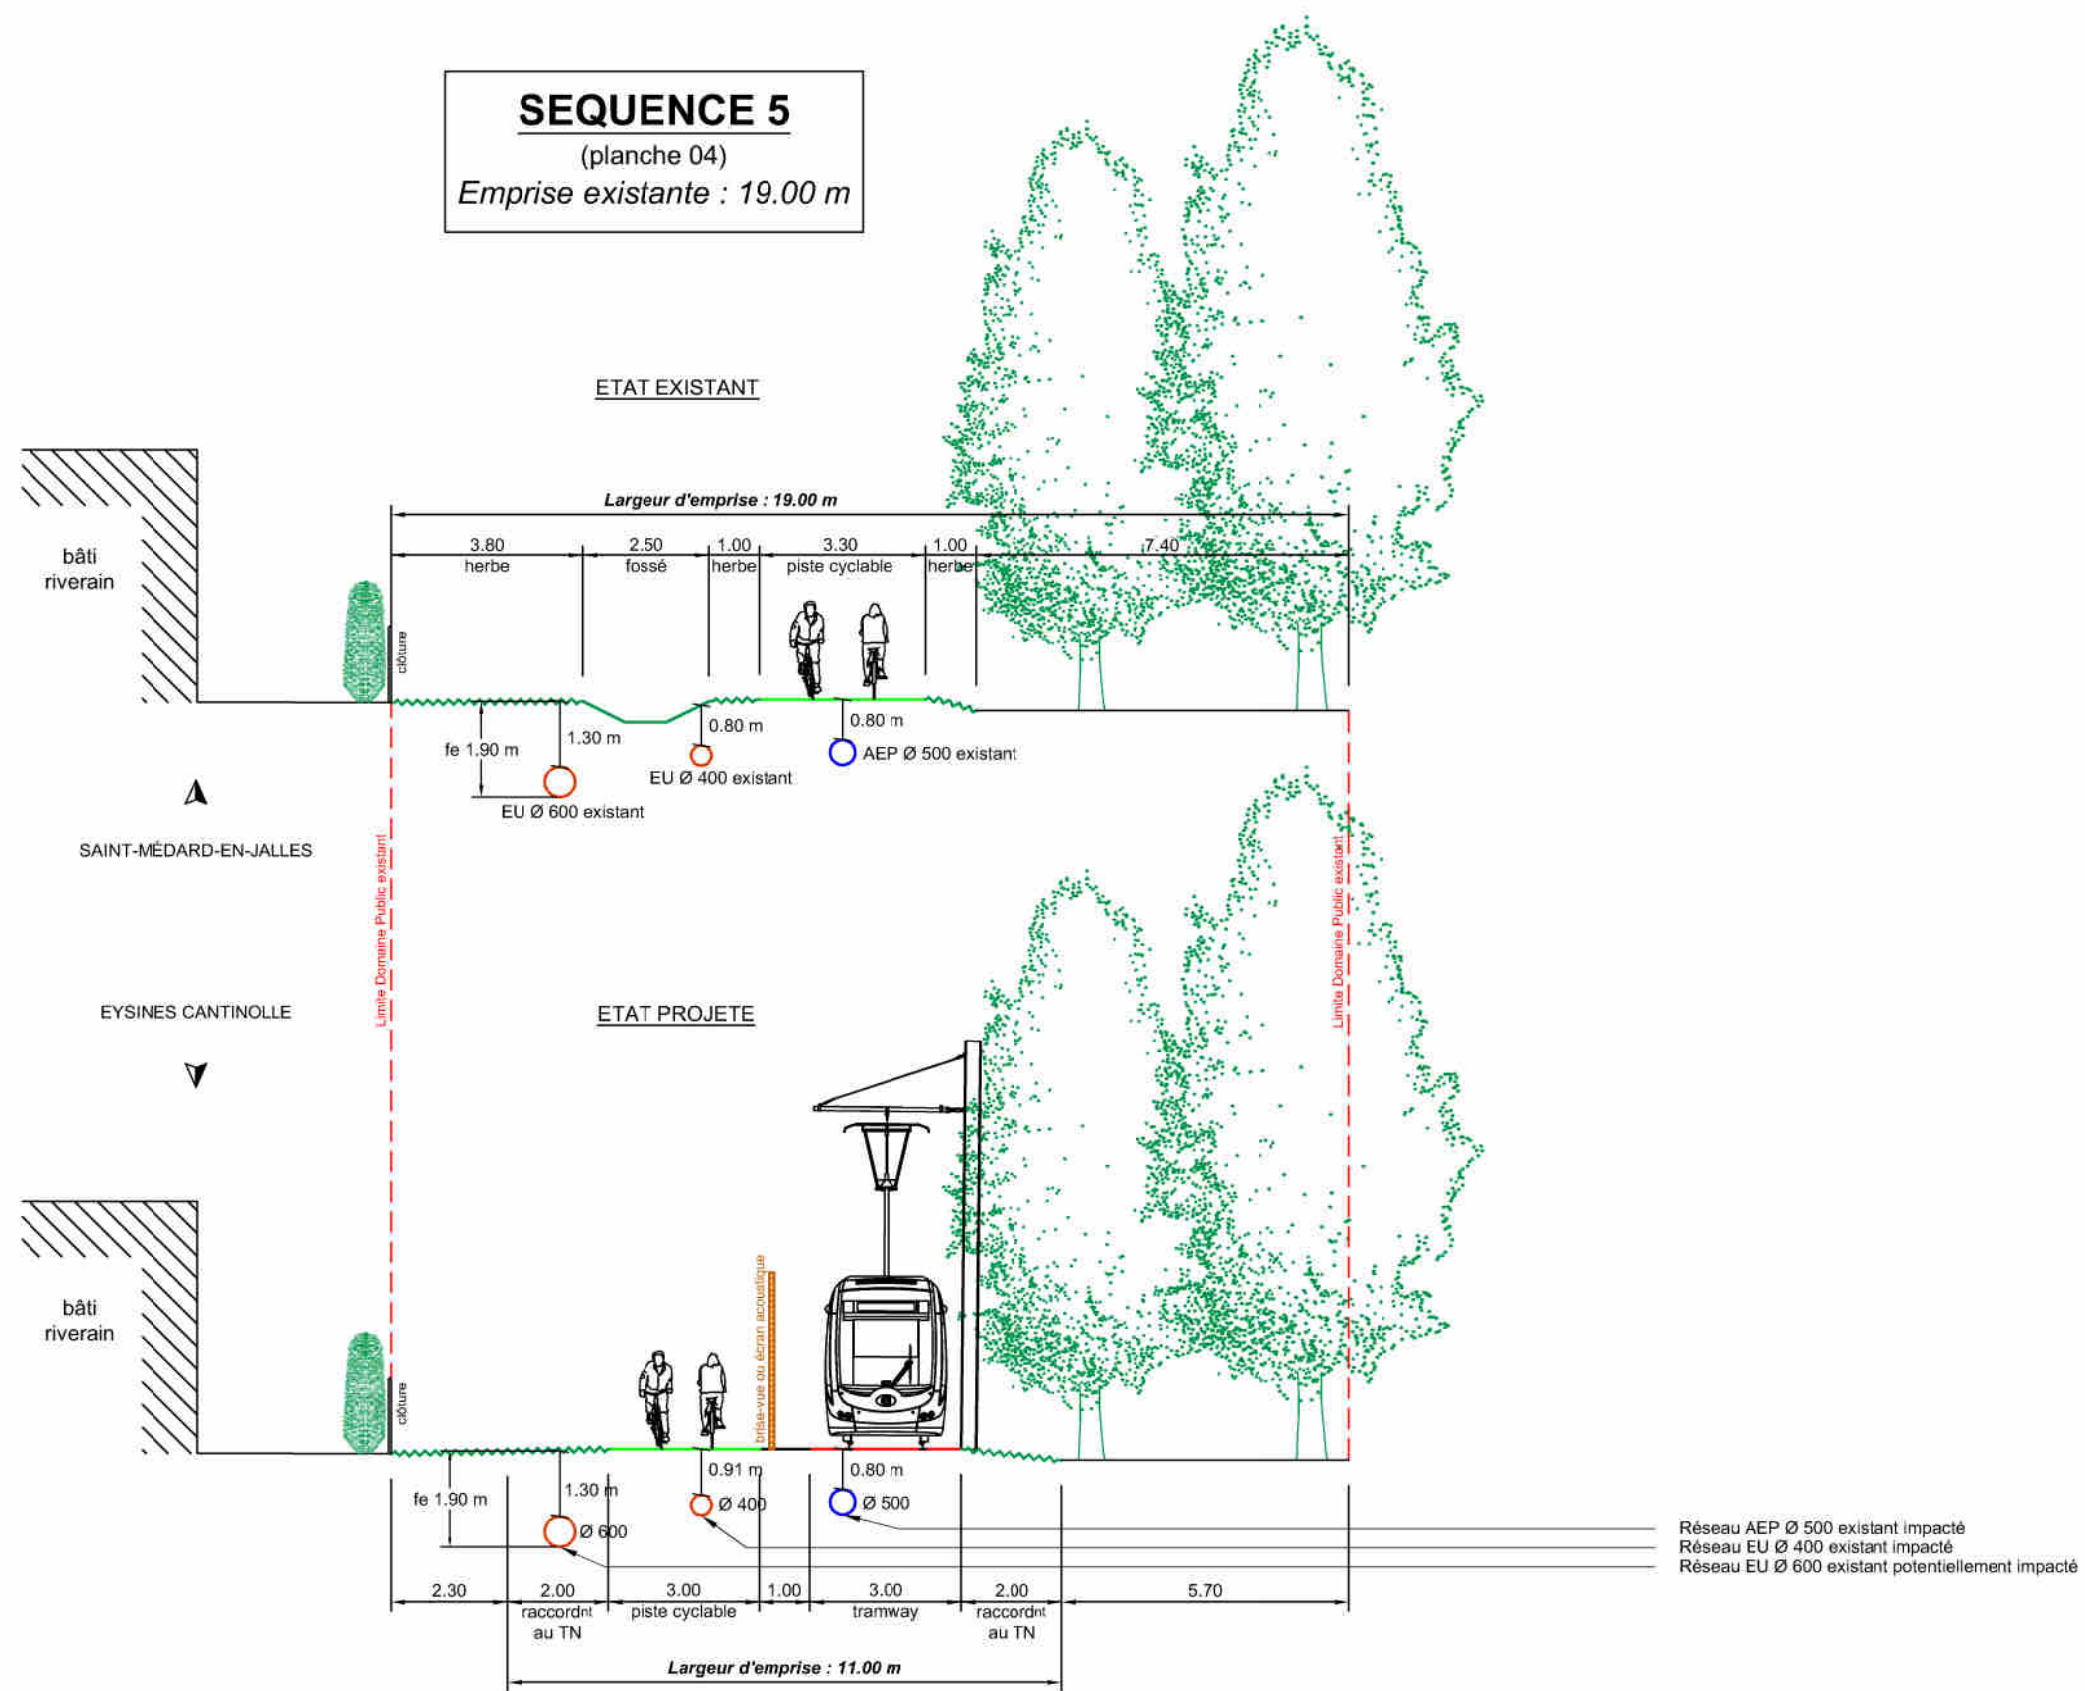 SEQUENCE 5
(planche 04)
Emprise existante : 19.00 m
ETAT EXISTANT
Largeur d'emprise : 19.00 m
3.80 2.50 1.00 3.30 1.00 7.40
herbe fossé herbe piste cyclable herbe
bâti
riverain
clôture
fe 1.90 m
1.30 m
0.80 m
0.80 m
AEP Ø 500 existant
EU Ø 400 existant
EU Ø 600 existant
SAINT-MÉDARD-EN-JALLES
Limite Domaine Public existant
Limite Domaine Public existant
EYSINES CANTINOLLE
ETAT PROJETE
brise-vue ou écran acoustique
bâti
riverain
clôture
fe 1.90 m
1.30 m
0.91 m
0.80 m
Ø 600
Ø 400
Ø 500
Réseau AEP Ø 500 existant impacté
Réseau EU Ø 400 existant impacté
Réseau EU Ø 600 existant potentiellement impacté
2.30 2.00 3.00 1.00 3.00 2.00 5.70
raccordnt piste cyclable tramway raccordnt
au TN au TN
Largeur d'emprise : 11.00 m